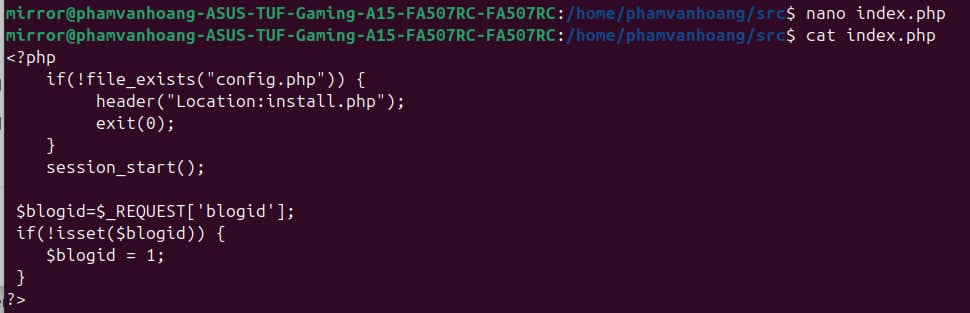 mirror@phamvanhoang-ASUS-TUF-Gaming-A15-FA507RC-FA507RC:/home/phamvanhoang/src$ nano index.php
mirror@phamvanhoang-ASUS-TUF-Gaming-A15-FA507RC-FA507RC:/home/phamvanhoang/src$ cat index.php
<?php
    if(!file_exists("config.php")) {
         header("Location:install.php");
         exit(0);
    }
    session_start();

 $blogid=$_REQUEST['blogid'];
 if(!isset($blogid)) {
    $blogid = 1;
 }
?>